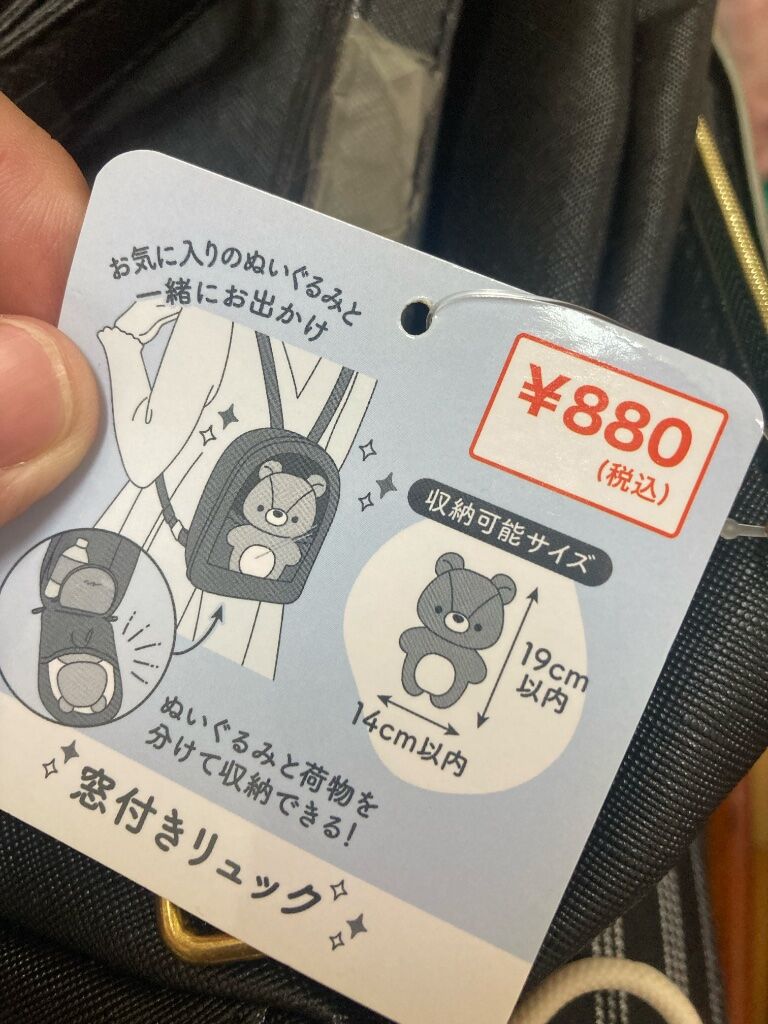 お気に入りのぬいぐるみと
一緒にお出かけ
¥880
(税込)
収納可能サイズ
19cm
以内
14cm以内
ぬいぐるみと荷物を
分けて収納できる!
窓付きリュック